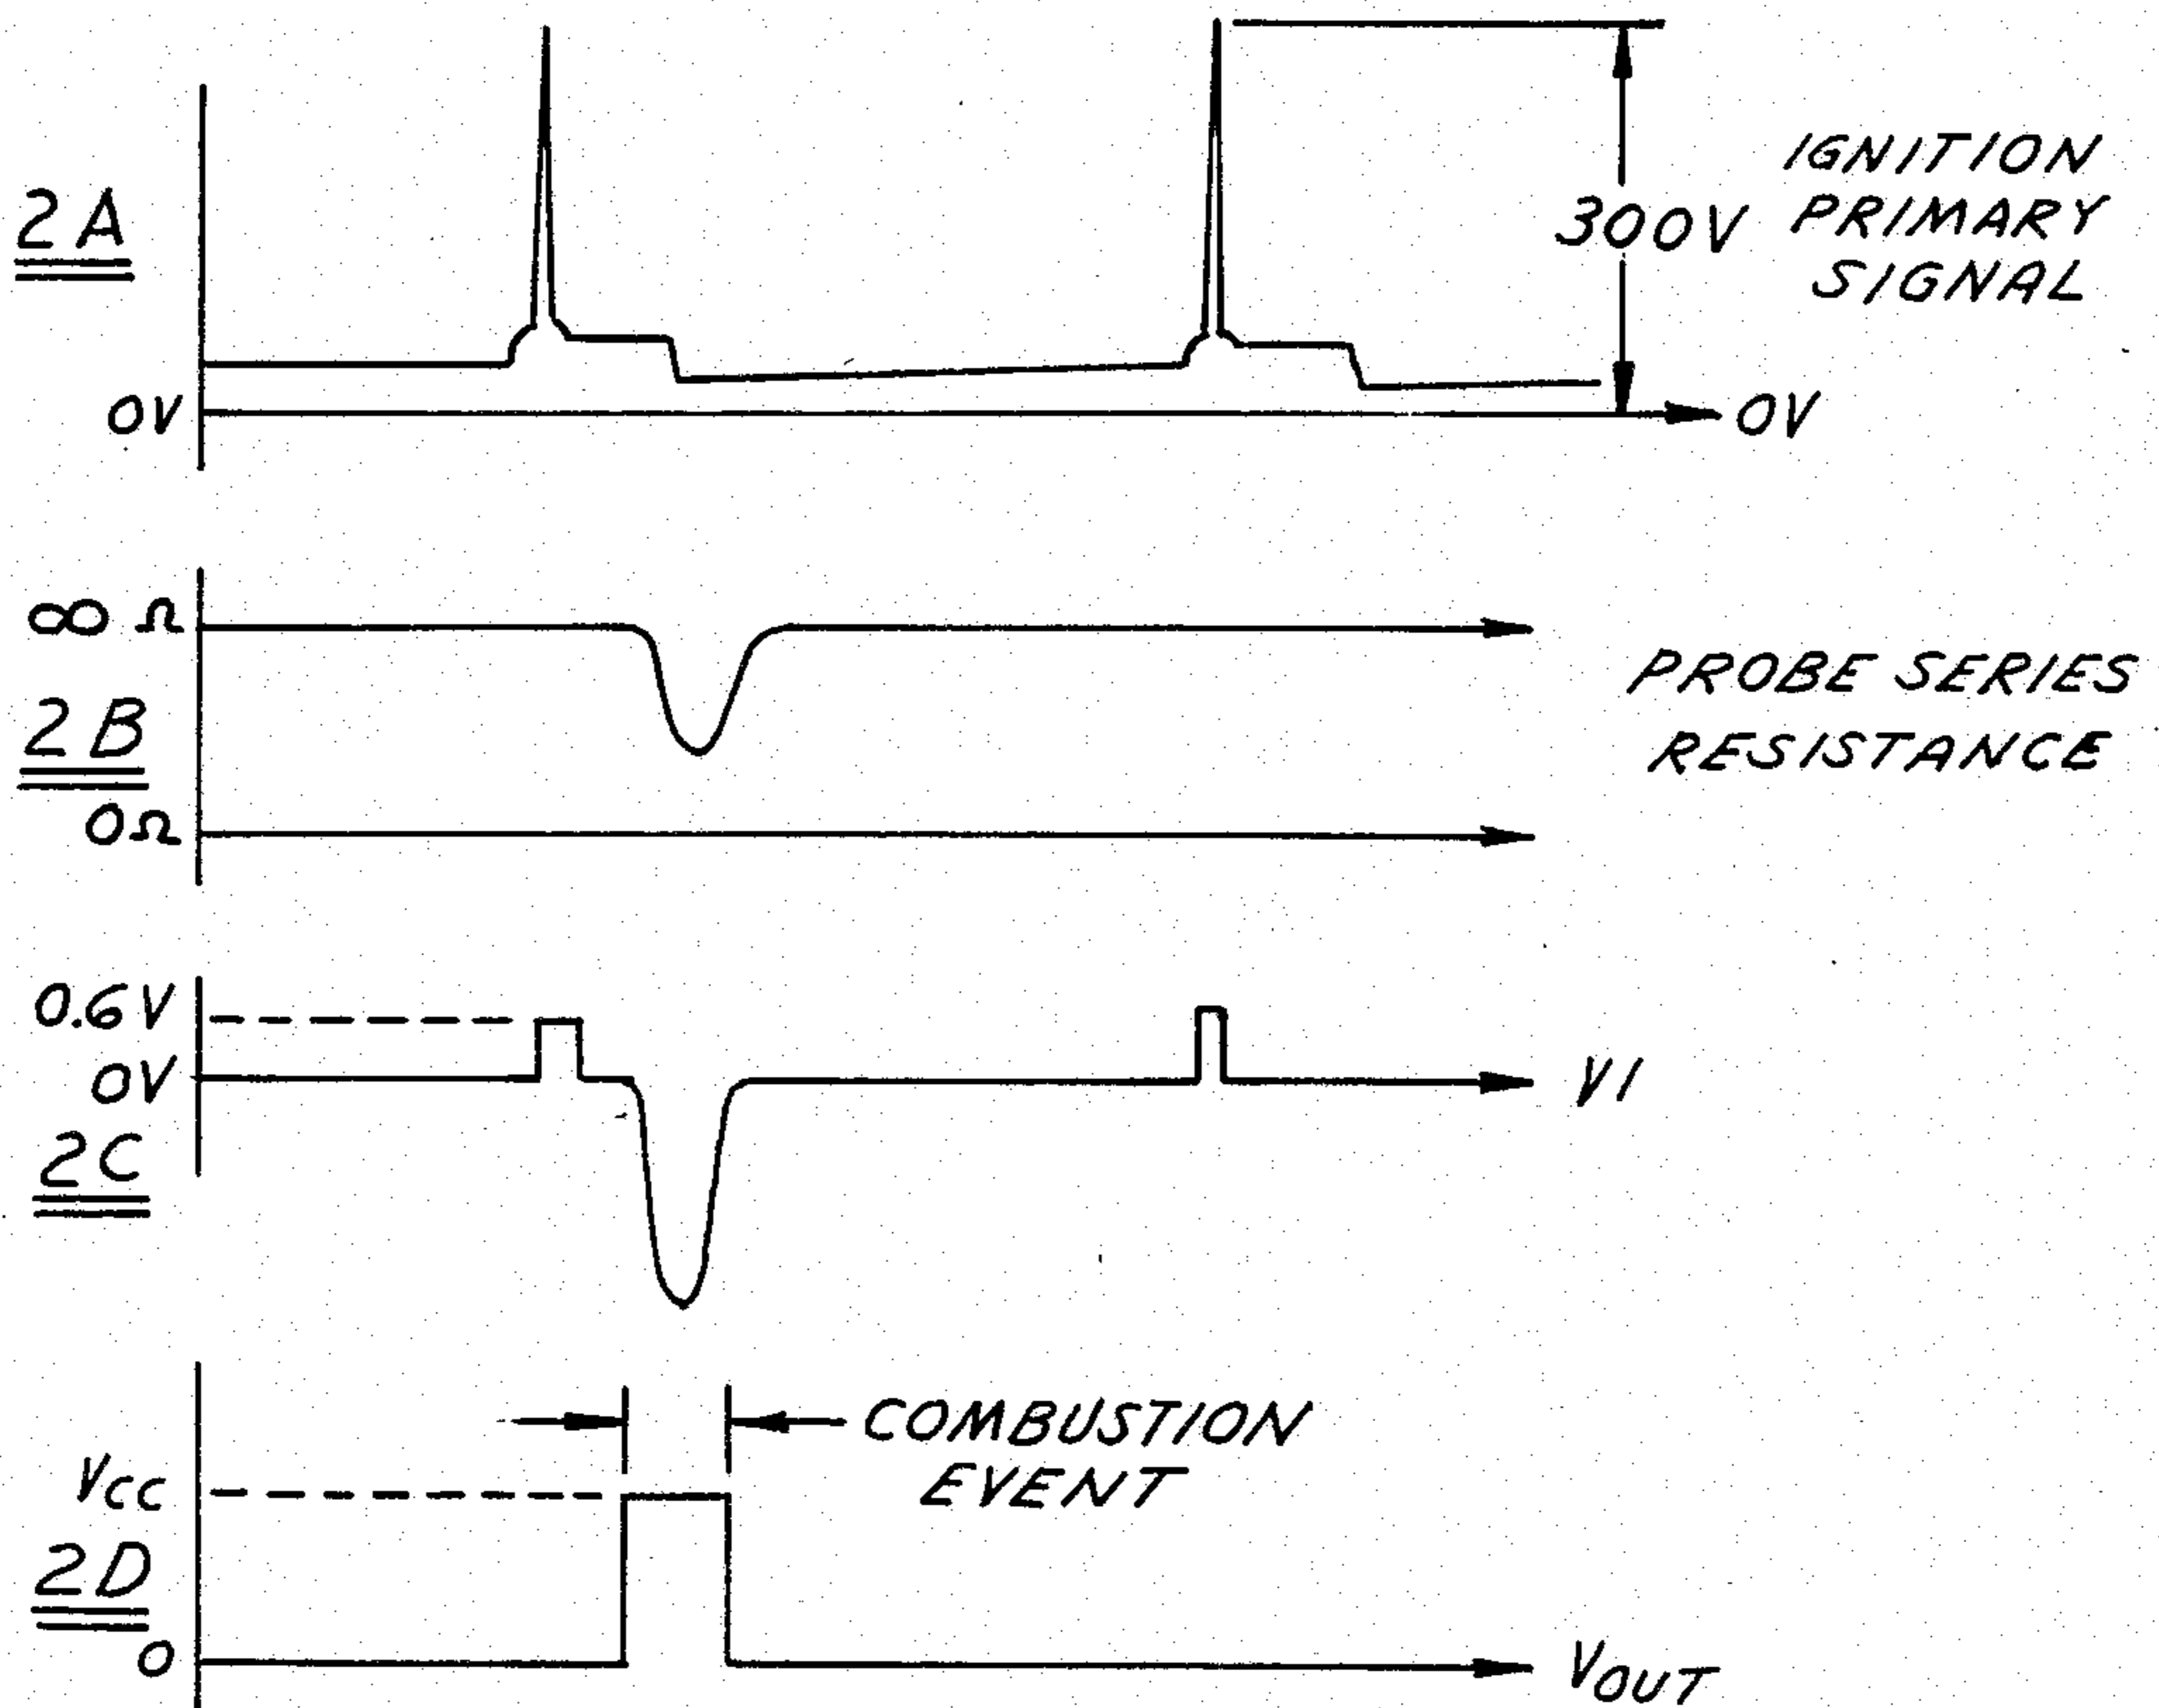 2A
IGNITION
300V PRIMARY
SIGNAL
0V
0V
∞ Ω
2B
PROBE SERIES
RESISTANCE
0Ω
0.6V
0V
V1
2C
COMBUSTION
EVENT
VCC
2D
0
VOUT